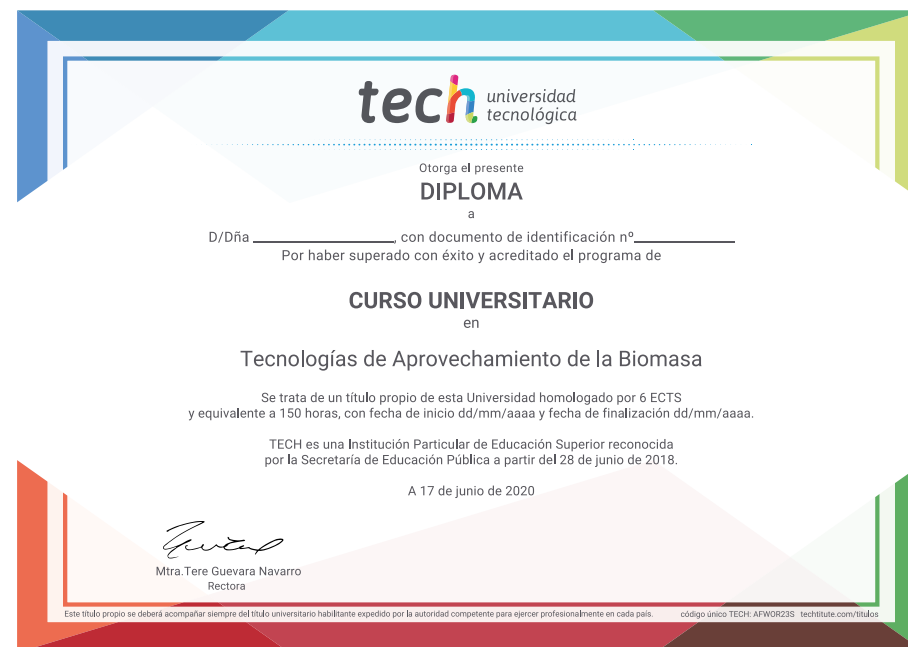 tech universidad
tecnológica
Otorga el presente
DIPLOMA
a
D/Dña ________________, con documento de identificación nº____________
Por haber superado con éxito y acreditado el programa de
CURSO UNIVERSITARIO
en
Tecnologías de Aprovechamiento de la Biomasa
Se trata de un título propio de esta Universidad homologado por 6 ECTS
y equivalente a 150 horas, con fecha de inicio dd/mm/aaaa y fecha de finalización dd/mm/aaaa.
TECH es una Institución Particular de Educación Superior reconocida
por la Secretaría de Educación Pública a partir del 28 de junio de 2018.
A 17 de junio de 2020
Mtra.Tere Guevara Navarro
Rectora
Este título propio se deberá acompañar siempre del título universitario habilitante expedido por la autoridad competente para ejercer profesionalmente en cada país. código único TECH: AFWOR23S techtitute.com/titulos